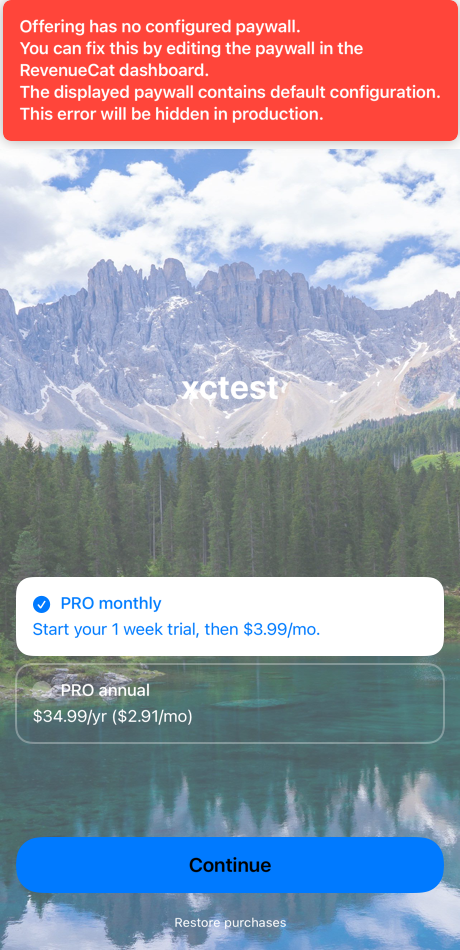 Offering has no configured paywall.
You can fix this by editing the paywall in the
RevenueCat dashboard.
The displayed paywall contains default configuration.
This error will be hidden in production.
xctest
PRO monthly
Start your 1 week trial, then $3.99/mo.
PRO annual
$34.99/yr ($2.91/mo)
Continue
Restore purchases